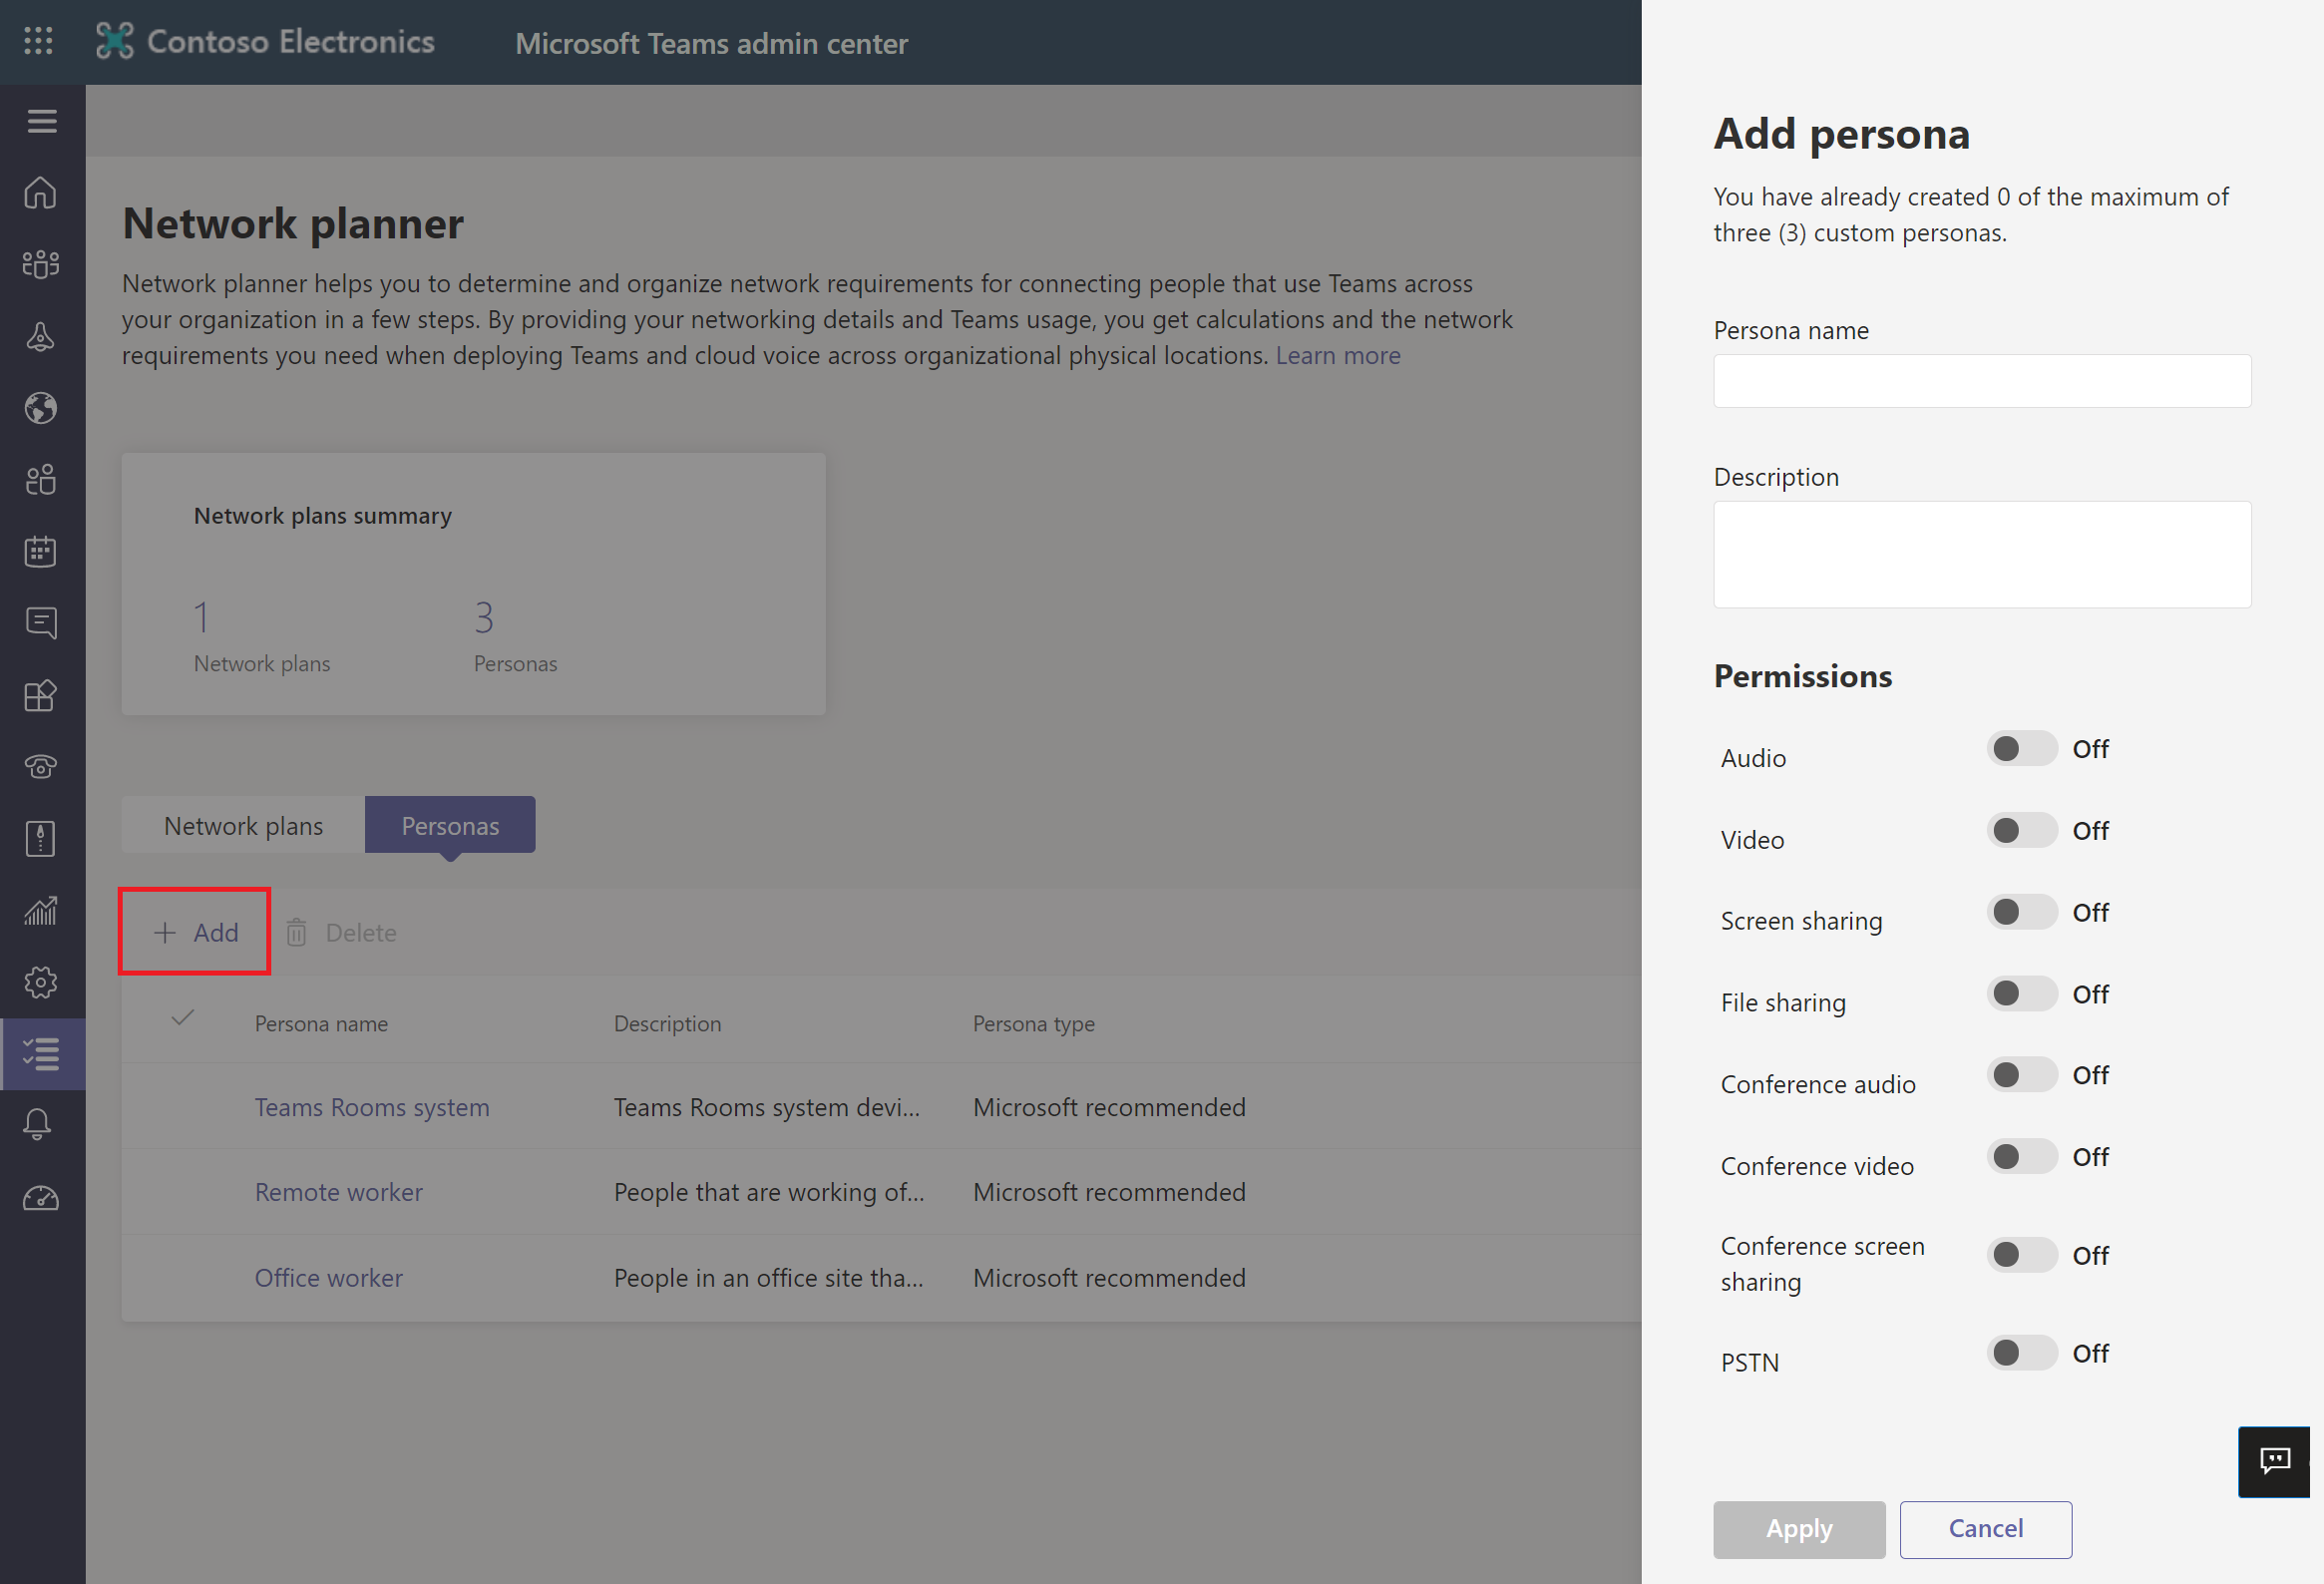 Contoso Electronics
Microsoft Teams admin center
Network planner
Network planner helps you to determine and organize network requirements for connecting people that use Teams across
your organization in a few steps. By providing your networking details and Teams usage, you get calculations and the network
requirements you need when deploying Teams and cloud voice across organizational physical locations. Learn more
Network plans summary
1
3
Network plans
Personas
Network plans
Personas
Add
Delete
Persona name
Description
Persona type
Teams Rooms system
Teams Rooms system devi...
Microsoft recommended
Remote worker
People that are working of...
Microsoft recommended
Office worker
People in an office site tha...
Microsoft recommended
Add persona
You have already created 0 of the maximum of
three (3) custom personas.
Persona name
Description
Permissions
Audio
Off
Video
Off
Screen sharing
Off
File sharing
Off
Conference audio
Off
Conference video
Off
Conference screen
sharing
Off
PSTN
Off
Apply
Cancel